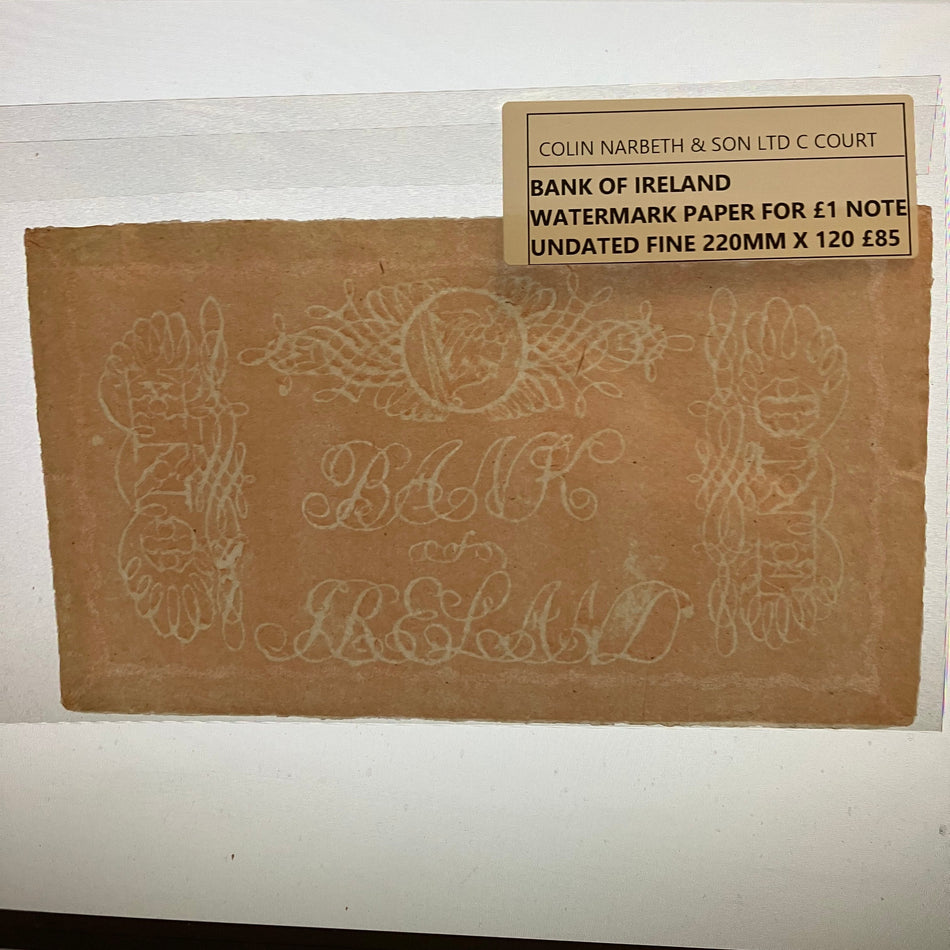 COLIN NARBETH & SON LTD C COURT
BANK OF IRELAND
WATERMARK PAPER FOR £1 NOTE
UNDATED FINE 220MM X 120 £85
BANK
of
IRELAND
ONE